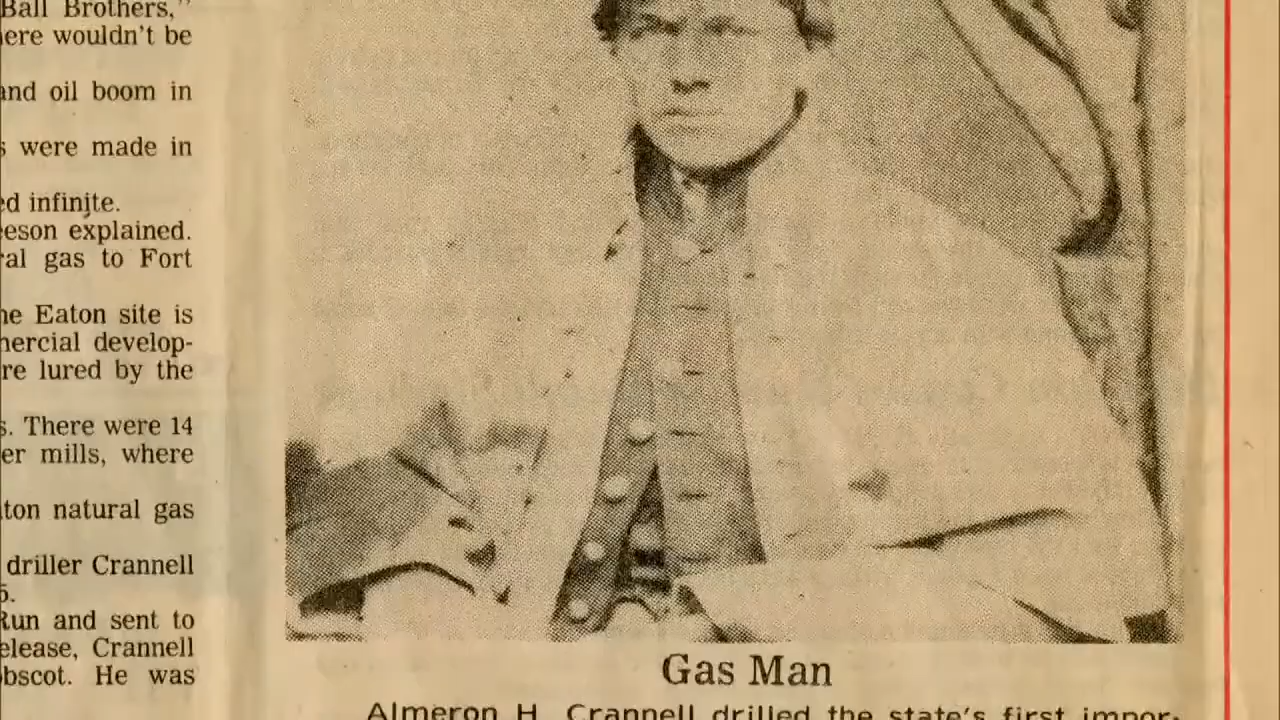 Ball Brothers,"
ere wouldn't be
and oil boom in
s were made in
ed infinite.
eeson explained.
ral gas to Fort
he Eaton site is
mercial develop-
re lured by the
s. There were 14
er mills, where
ton natural gas
driller Crannell
5.
Run and sent to
elease, Crannell
obscot. He was
Gas Man
Almeron H. Crannell drilled the state's first impor-